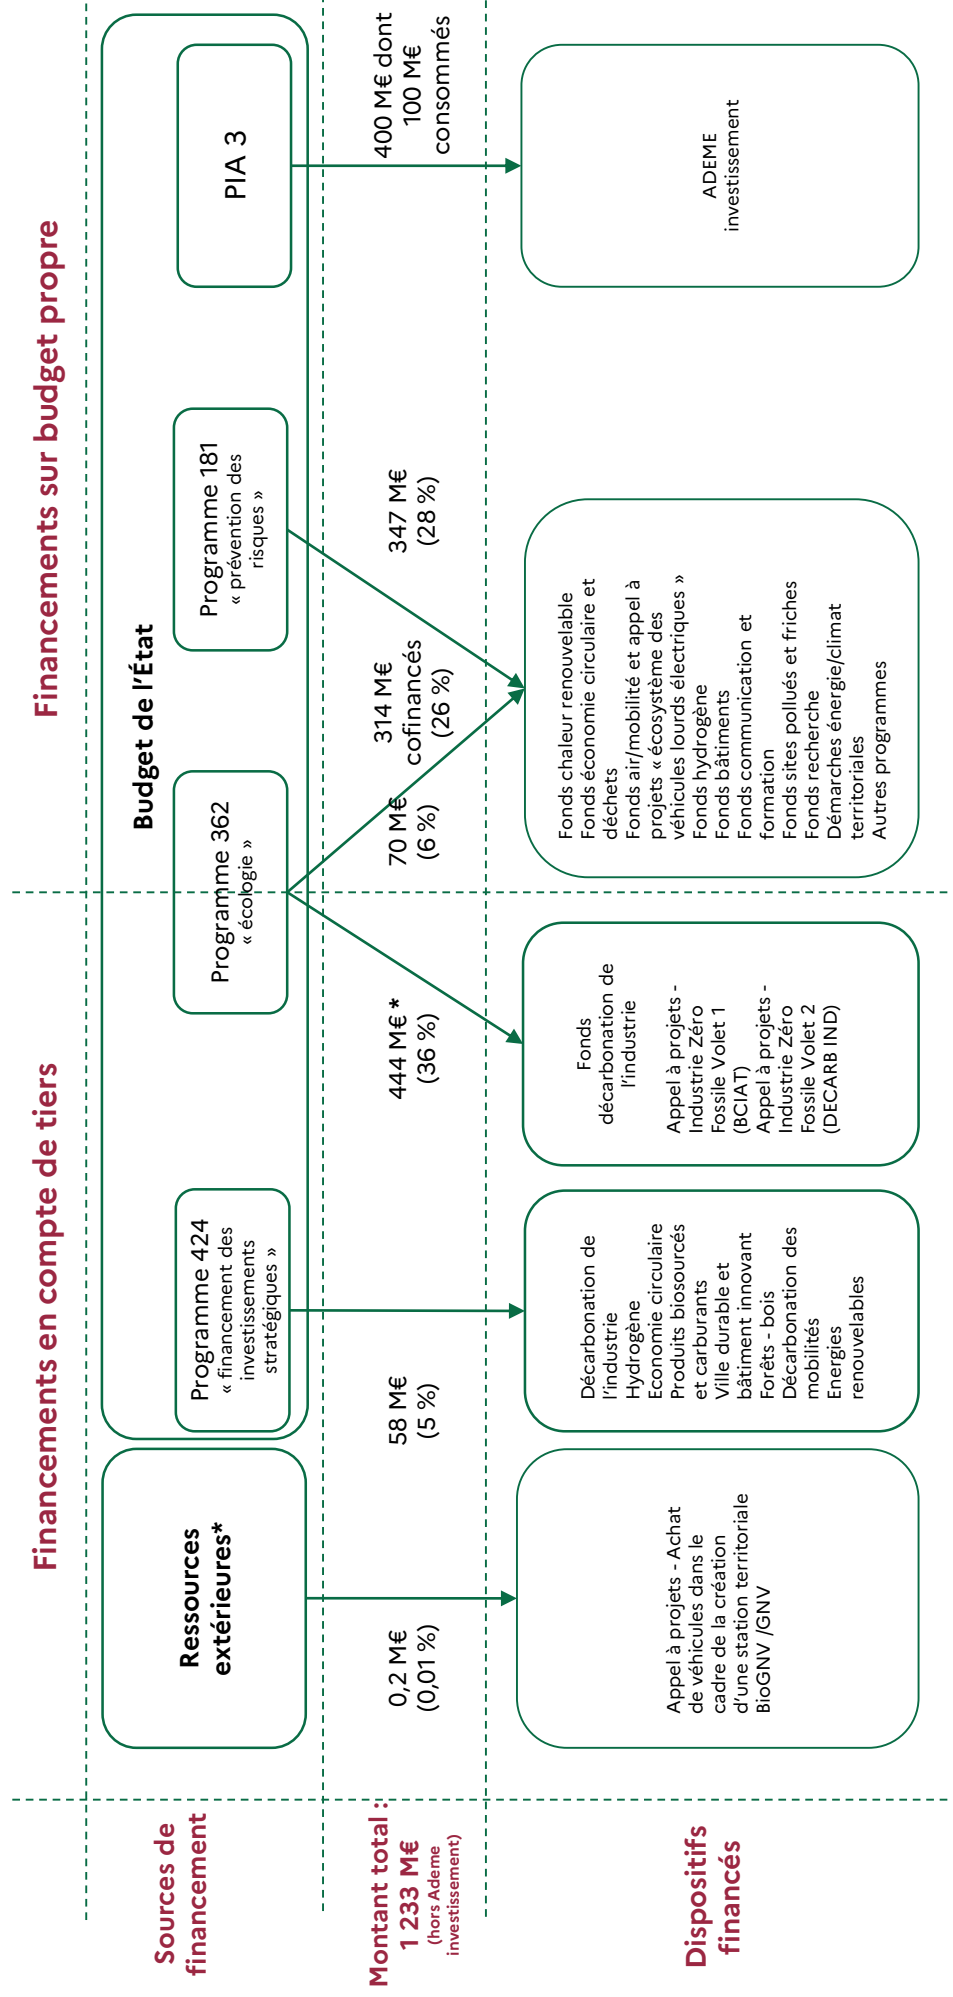 Financements en compte de tiers
Financements sur budget propre
Sources de
financement
Ressources
extérieures*
Budget de l'État
Programme 424
« financement des
investissements
stratégiques »
Programme 362
« écologie »
Programme 181
« prévention des
risques »
PIA 3
Montant total :
1 233 M€
(hors Ademe
investissement)
0,2 M€
(0,01 %)
58 M€
(5 %)
444 M€ *
(36 %)
70 M€
(6 %)
314 M€
cofinancés
(26 %)
347 M€
(28 %)
400 M€ dont
100 M€
consommés
Dispositifs
financés
Appel à projets - Achat
de véhicules dans le
cadre de la création
d'une station territoriale
BioGNV /GNV
Décarbonation de
l'industrie
Hydrogène
Economie circulaire
Produits biosourcés
et carburants
Ville durable et
bâtiment innovant
Forêts - bois
Décarbonation des
mobilités
Energies
renouvelables
Fonds
décarbonation de
l'industrie
Appel à projets -
Industrie Zéro
Fossile Volet 1
(BCIAT)
Appel à projets -
Industrie Zéro
Fossile Volet 2
(DECARB IND)
Fonds chaleur renouvelable
Fonds économie circulaire et
déchets
Fonds air/mobilité et appel à
projets « écosystème des
véhicules lourds électriques »
Fonds hydrogène
Fonds bâtiments
Fonds communication et
formation
Fonds sites pollués et friches
Fonds recherche
Démarches énergie/climat
territoriales
Autres programmes
ADEME
investissement